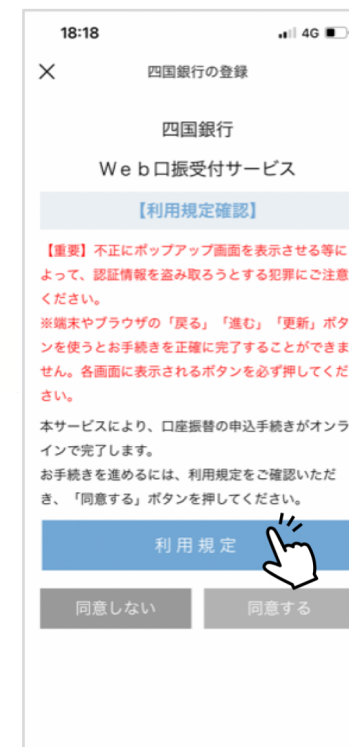 18:18
4G
四国銀行の登録
四国銀行
Ｗｅｂ口振受付サービス
【利用規定確認】
【重要】不正にポップアップ画面を表示させる等に
よって、認証情報を盗み取ろうとする犯罪にご注意
ください。
※端末やブラウザの「戻る」「進む」「更新」ボタ
ンを使うとお手続きを正確に完了することができま
せん。各画面に表示されるボタンを必ず押してくだ
さい。
本サービスにより、口座振替の申込手続きがオンラ
インで完了します。
お手続きを進めるには、利用規定をご確認いただ
き、「同意する」ボタンを押してください。
利用規定
同意しない
同意する